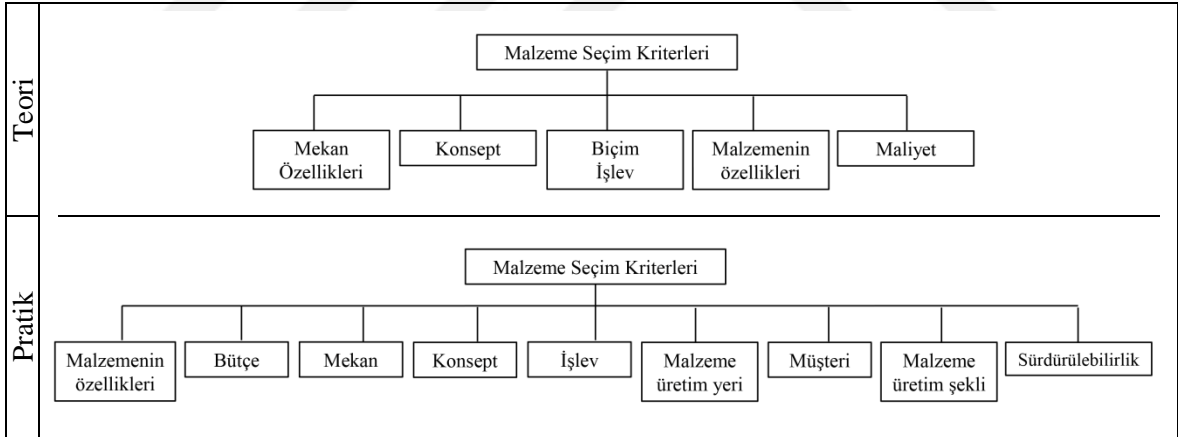 Teori
Malzeme Seçim Kriterleri
Mekan
Özellikleri
Konsept
Biçim
İşlev
Malzemenin
özellikleri
Maliyet
Pratik
Malzeme Seçim Kriterleri
Malzemenin
özellikleri
Bütçe
Mekan
Konsept
İşlev
Malzeme
üretim yeri
Müşteri
Malzeme
üretim şekli
Sürdürülebilirlik